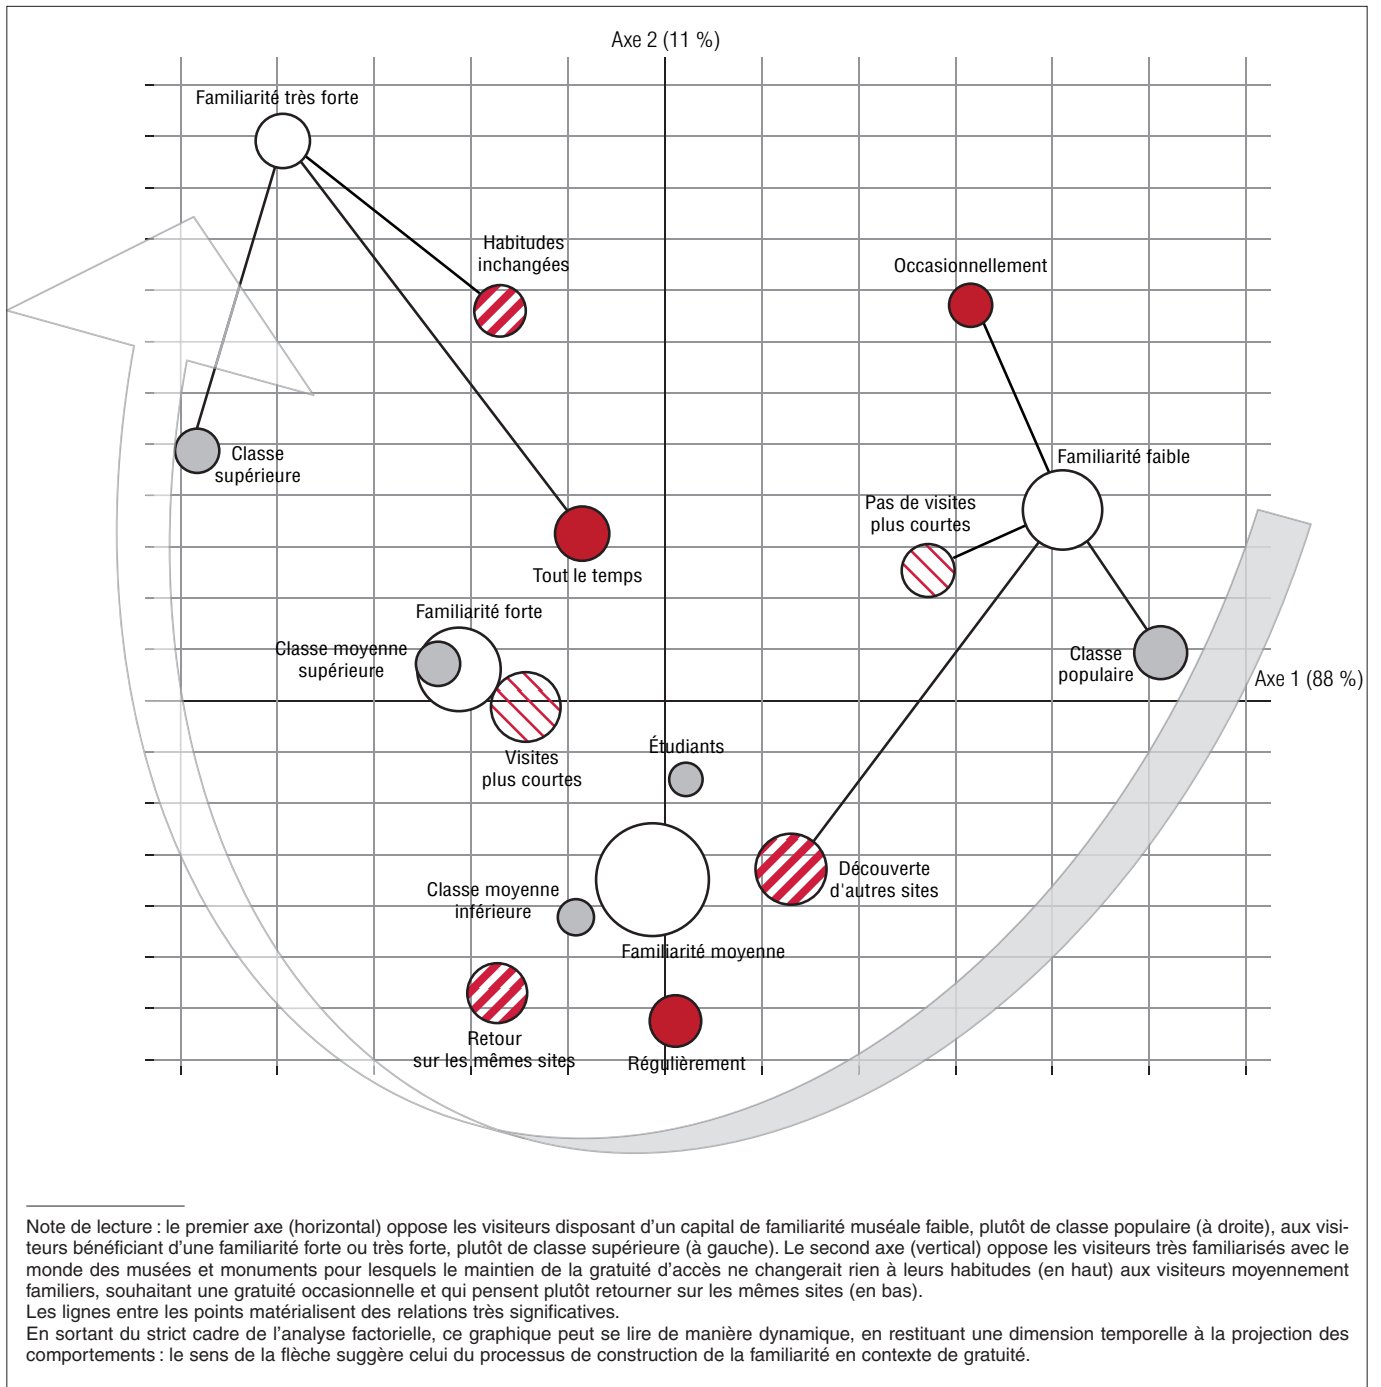 Axe 2 (11 %)
Familiarité très forte
Habitudes
inchangées
Occasionnellement
Classe
supérieure
Familiarité faible
Pas de visites
plus courtes
Tout le temps
Familiarité forte
Classe moyenne
supérieure
Classe
populaire
Axe 1 (88 %)
Visites
plus courtes
Étudiants
Découverte
d'autres sites
Classe moyenne
inférieure
Familiarité moyenne
Retour
sur les mêmes sites
Régulièrement
Note de lecture : le premier axe (horizontal) oppose les visiteurs disposant d’un capital de familiarité muséale faible, plutôt de classe populaire (à droite), aux visi-
teurs bénéficiant d’une familiarité forte ou très forte, plutôt de classe supérieure (à gauche). Le second axe (vertical) oppose les visiteurs très familiarisés avec le
monde des musées et monuments pour lesquels le maintien de la gratuité d’accès ne changerait rien à leurs habitudes (en haut) aux visiteurs moyennement
familiers, souhaitant une gratuité occasionnelle et qui pensent plutôt retourner sur les mêmes sites (en bas).
Les lignes entre les points matérialisent des relations très significatives.
En sortant du strict cadre de l’analyse factorielle, ce graphique peut se lire de manière dynamique, en restituant une dimension temporelle à la projection des
comportements : le sens de la flèche suggère celui du processus de construction de la familiarité en contexte de gratuité.